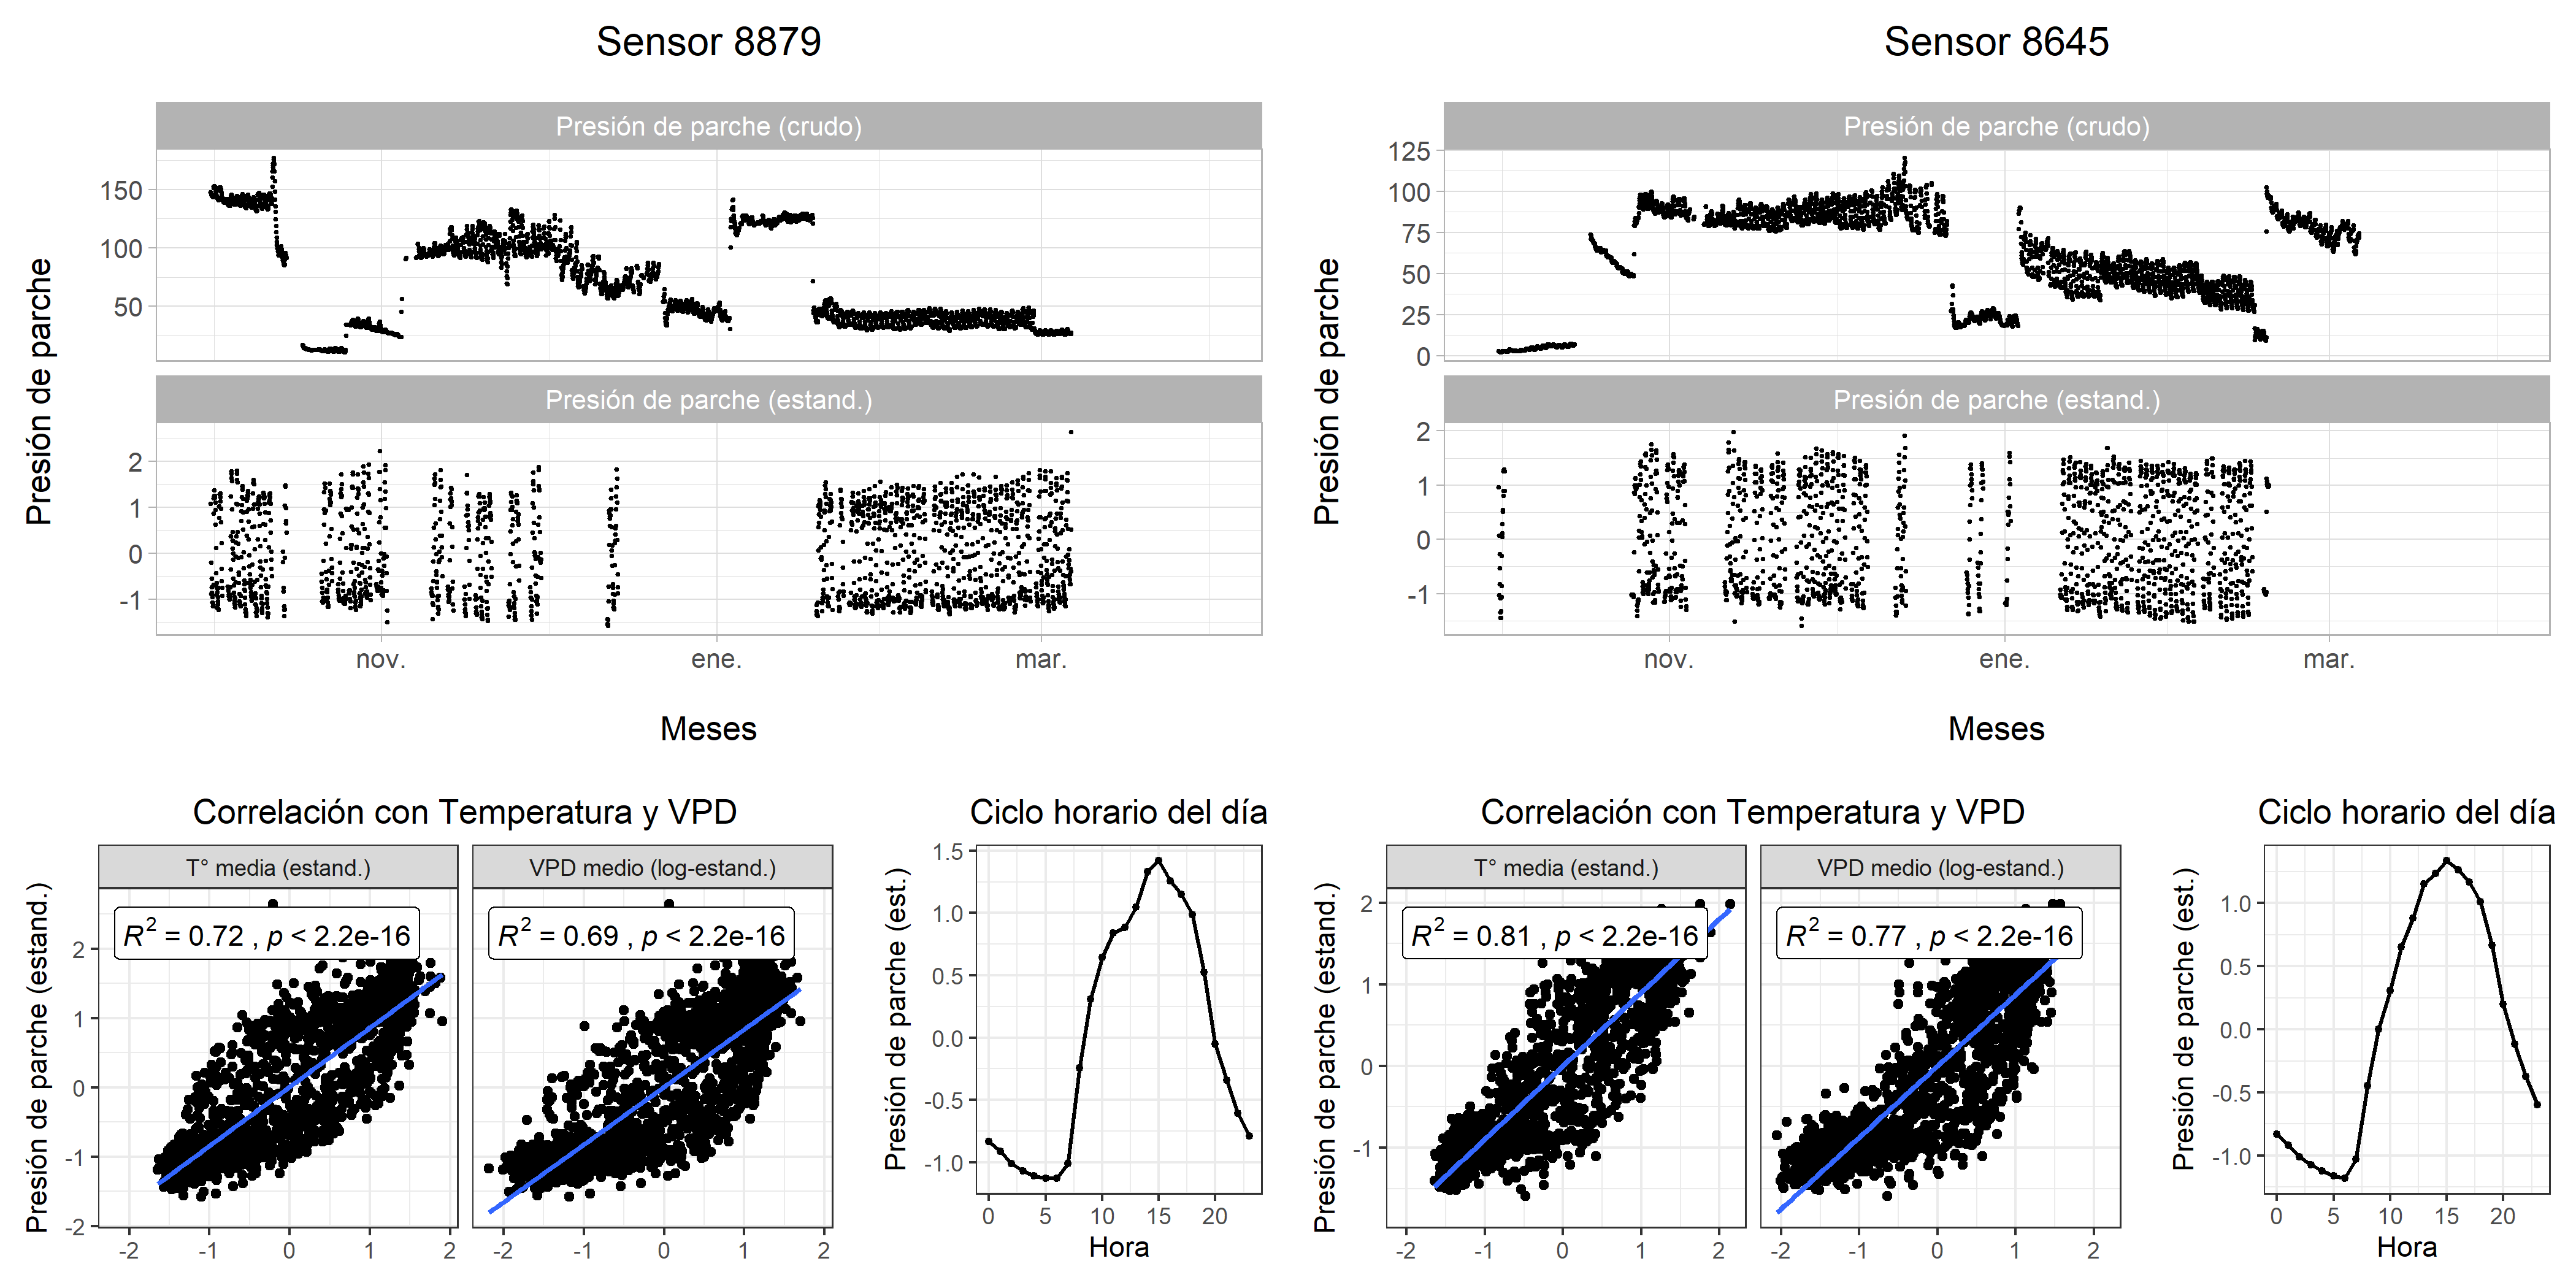 Sensor 8879
Presión de parche (crudo)
150
100
50
Presión de parche (estand.)
2
1
0
-1
nov.
ene.
mar.
Presión de parche
Meses
Correlación con Temperatura y VPD
T° media (estand.)
VPD medio (log-estand.)
R² = 0.72 , p < 2.2e-16
R² = 0.69 , p < 2.2e-16
2
1
0
-1
-2
-2 -1 0 1 2
-2 -1 0 1 2
Presión de parche (estand.)
Ciclo horario del día
1.5
1.0
0.5
0.0
-0.5
-1.0
0 5 10 15 20
Presión de parche (est.)
Hora
Sensor 8645
Presión de parche (crudo)
125
100
75
50
25
0
Presión de parche (estand.)
2
1
0
-1
nov.
ene.
mar.
Presión de parche
Meses
Correlación con Temperatura y VPD
T° media (estand.)
VPD medio (log-estand.)
R² = 0.81 , p < 2.2e-16
R² = 0.77 , p < 2.2e-16
2
1
0
-1
-2 -1 0 1 2
-2 -1 0 1 2
Presión de parche (estand.)
Ciclo horario del día
1.0
0.5
0.0
-0.5
-1.0
0 5 10 15 20
Presión de parche (est.)
Hora